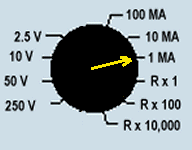 100 MA
2.5 V
10 MA
10 V
1 MA
50 V
R x 1
250 V
R x 100
R x 10,000